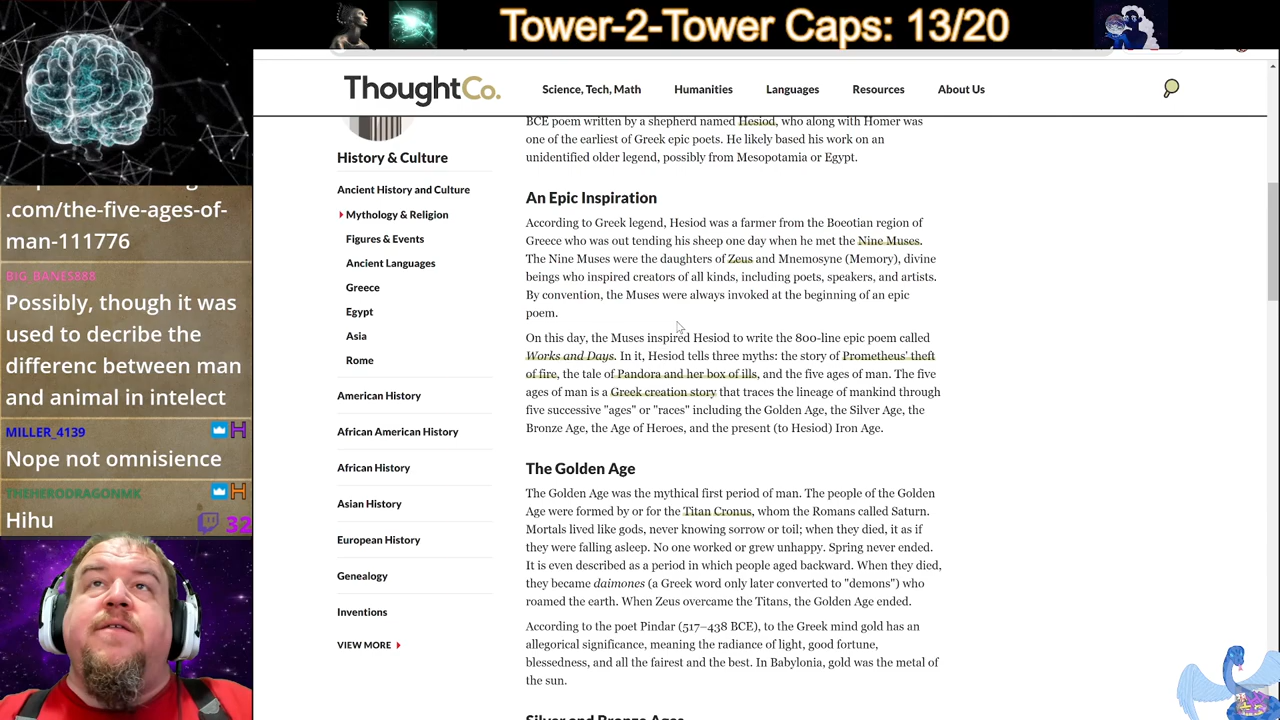 Tower-2-Tower Caps: 13/20
ThoughtCo.
Science, Tech, Math
Humanities
Languages
Resources
About Us
.com/the-five-ages-of-
man-111776
BIG_BANES888
Possibly, though it was
used to decribe the
differenc between man
and animal in intelect
MILLER_4139
Nope not omnisience
THEHERODRAGONMK
Hihu
32
History & Culture
Ancient History and Culture
Mythology & Religion
Figures & Events
Ancient Languages
Greece
Egypt
Asia
Rome
American History
African American History
African History
Asian History
European History
Genealogy
Inventions
VIEW MORE
BCE poem written by a shepherd named Hesiod, who along with Homer was
one of the earliest of Greek epic poets. He likely based his work on an
unidentified older legend, possibly from Mesopotamia or Egypt.
An Epic Inspiration
According to Greek legend, Hesiod was a farmer from the Boeotian region of
Greece who was out tending his sheep one day when he met the Nine Muses.
The Nine Muses were the daughters of Zeus and Mnemosyne (Memory), divine
beings who inspired creators of all kinds, including poets, speakers, and artists.
By convention, the Muses were always invoked at the beginning of an epic
poem.
On this day, the Muses inspired Hesiod to write the 800-line epic poem called
Works and Days. In it, Hesiod tells three myths: the story of Prometheus' theft
of fire, the tale of Pandora and her box of ills, and the five ages of man. The five
ages of man is a Greek creation story that traces the lineage of mankind through
five successive "ages" or "races" including the Golden Age, the Silver Age, the
Bronze Age, the Age of Heroes, and the present (to Hesiod) Iron Age.
The Golden Age
The Golden Age was the mythical first period of man. The people of the Golden
Age were formed by or for the Titan Cronus, whom the Romans called Saturn.
Mortals lived like gods, never knowing sorrow or toil; when they died, it as if
they were falling asleep. No one worked or grew unhappy. Spring never ended.
It is even described as a period in which people aged backward. When they died,
they became daimones (a Greek word only later converted to "demons") who
roamed the earth. When Zeus overcame the Titans, the Golden Age ended.
According to the poet Pindar (517–438 BCE), to the Greek mind gold has an
allegorical significance, meaning the radiance of light, good fortune,
blessedness, and all the fairest and the best. In Babylonia, gold was the metal of
the sun.
Silver and Bronze Ages